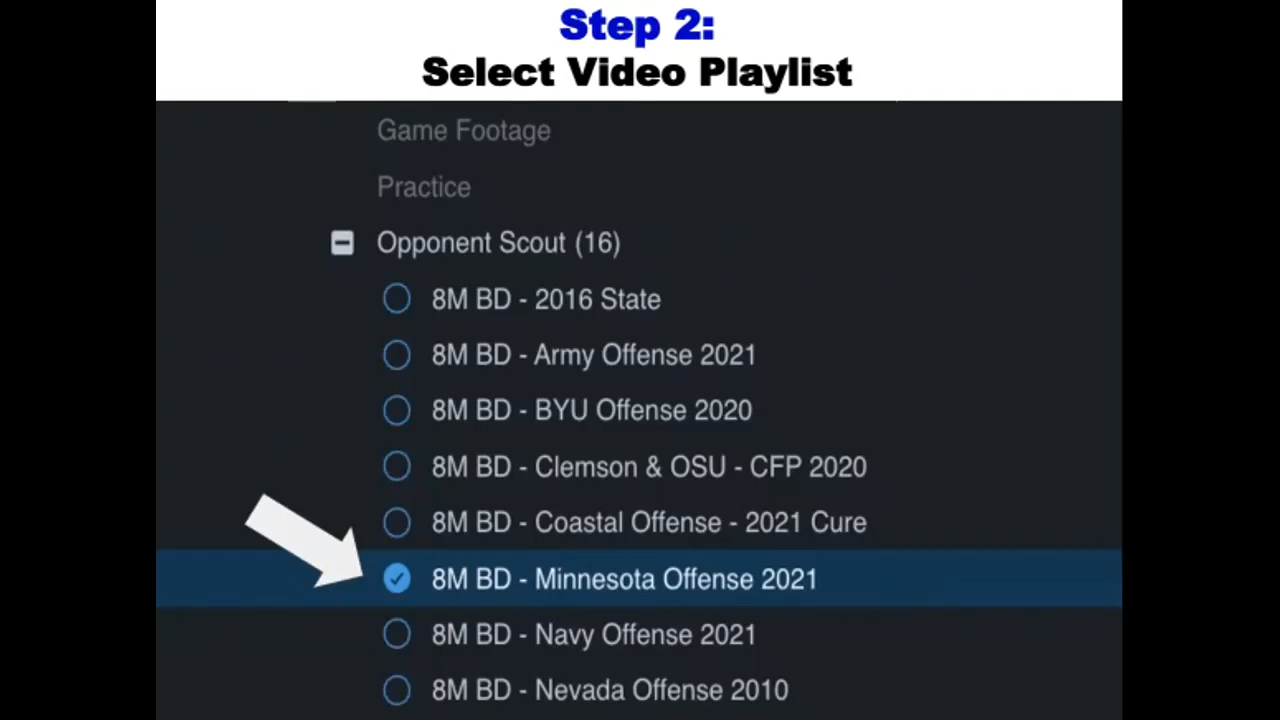 Step 2:
Select Video Playlist
Game Footage
Practice
Opponent Scout (16)
8M BD - 2016 State
8M BD - Army Offense 2021
8M BD - BYU Offense 2020
8M BD - Clemson & OSU - CFP 2020
8M BD - Coastal Offense - 2021 Cure
8M BD - Minnesota Offense 2021
8M BD - Navy Offense 2021
8M BD - Nevada Offense 2010